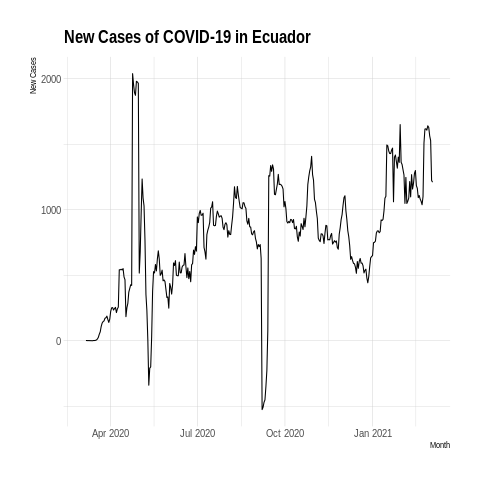 New Cases of COVID-19 in Ecuador
New Cases
2000
1000
0
Apr 2020 Jul 2020 Oct 2020 Jan 2021
Month